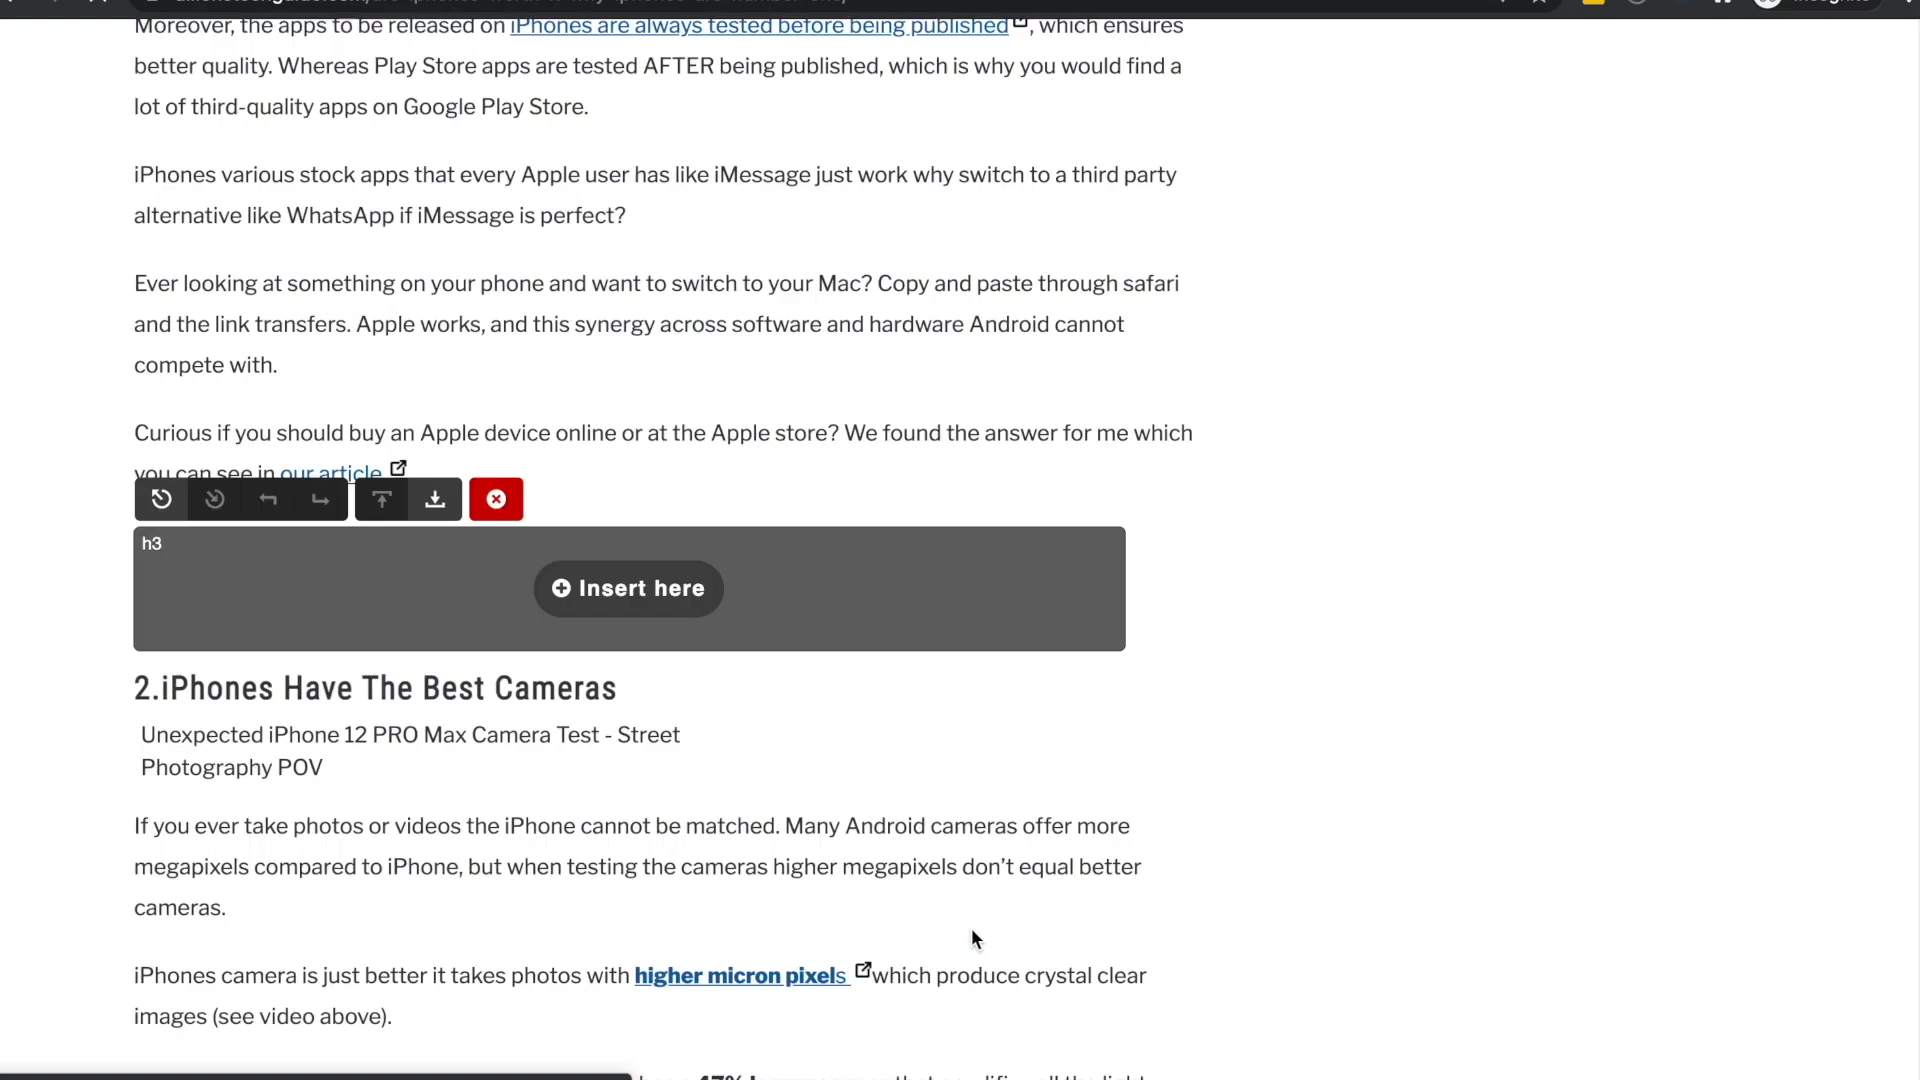 Moreover, the apps to be released on iPhones are always tested before being published, which ensures
better quality. Whereas Play Store apps are tested AFTER being published, which is why you would find a
lot of third-quality apps on Google Play Store.
iPhones various stock apps that every Apple user has like iMessage just work why switch to a third party
alternative like WhatsApp if iMessage is perfect?
Ever looking at something on your phone and want to switch to your Mac? Copy and paste through safari
and the link transfers. Apple works, and this synergy across software and hardware Android cannot
compete with.
Curious if you should buy an Apple device online or at the Apple store? We found the answer for me which
you can see in our article
h3
Insert here
2.iPhones Have The Best Cameras
Unexpected iPhone 12 PRO Max Camera Test - Street
Photography POV
If you ever take photos or videos the iPhone cannot be matched. Many Android cameras offer more
megapixels compared to iPhone, but when testing the cameras higher megapixels don't equal better
cameras.
iPhones camera is just better it takes photos with higher micron pixels which produce crystal clear
images (see video above).